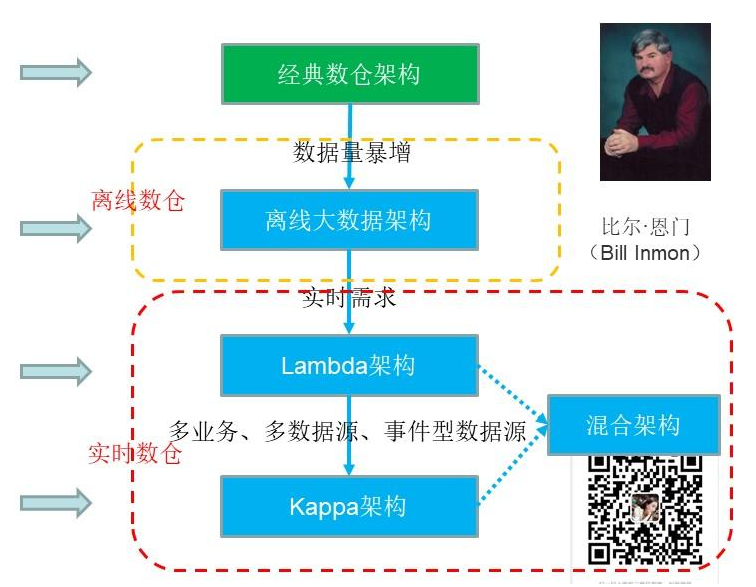 经典数仓架构
数据量暴增
离线数仓
离线大数据架构
比尔·恩门
（Bill Inmon）
实时需求
Lambda架构
多业务、多数据源、事件型数据源
混合架构
实时数仓
Kappa架构